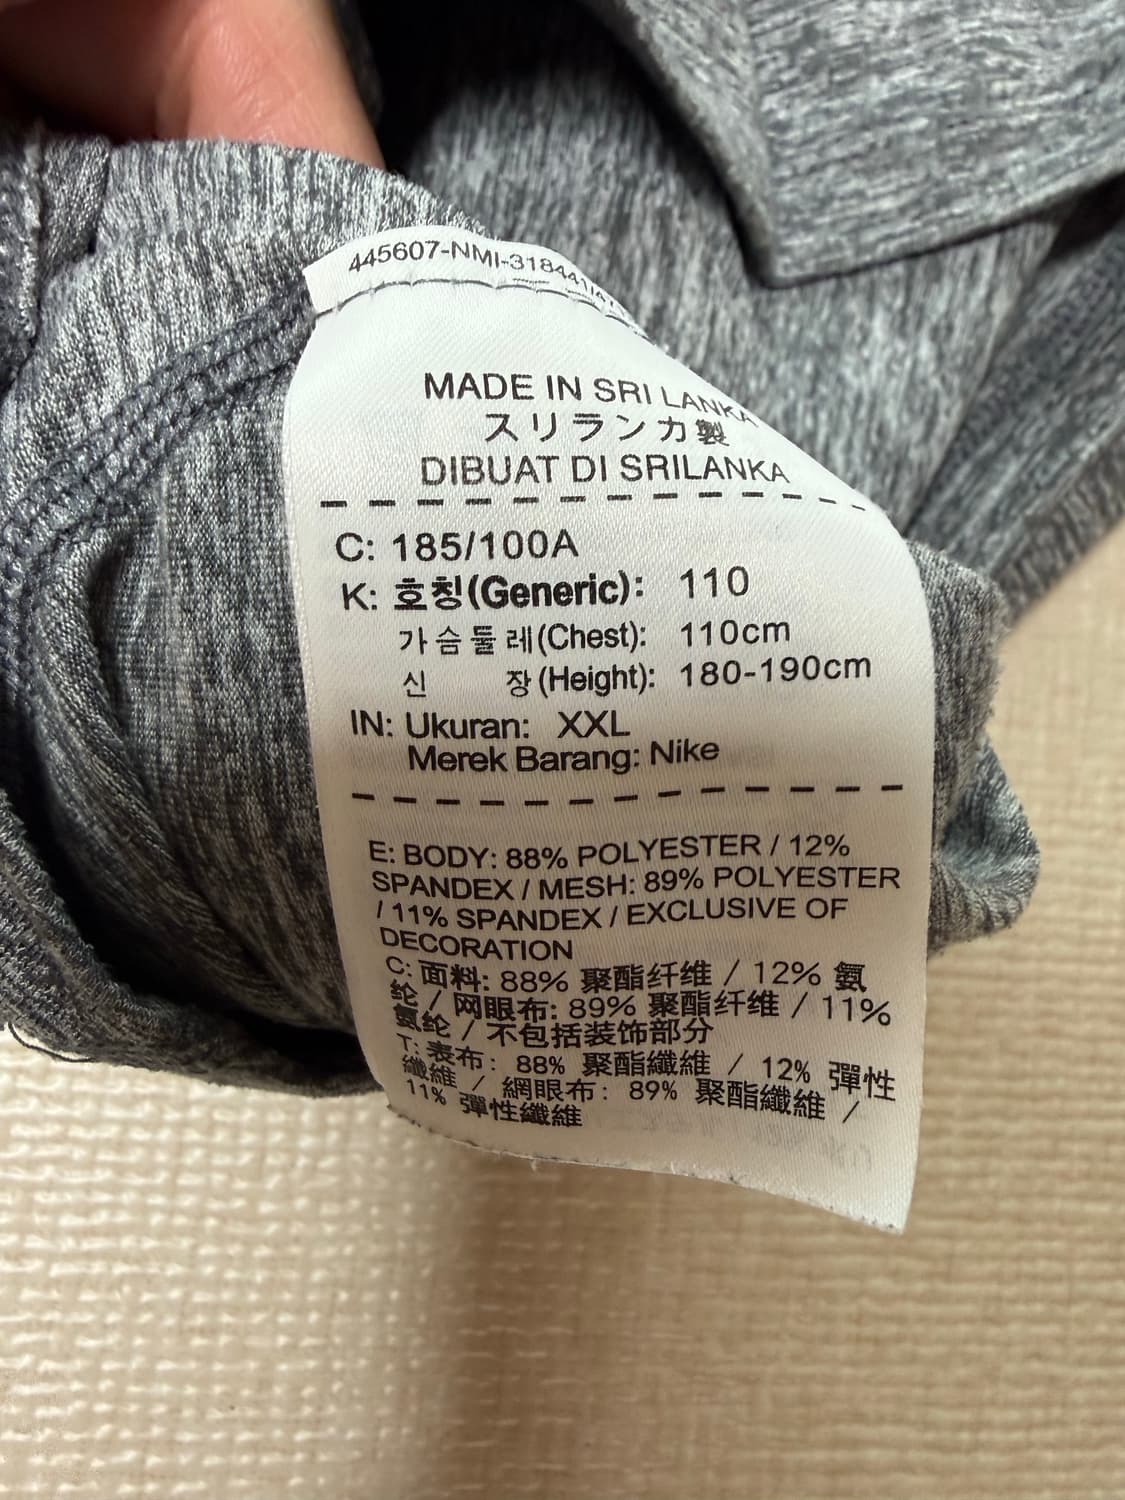 445607-NMI-318441
MADE IN SRI LANKA
スリランカ製
DIBUAT DI SRILANKA
C: 185/100A
K: 호칭(Generic): 110
가슴둘레(Chest): 110cm
신 장(Height): 180-190cm
IN: Ukuran: XXL
Merek Barang: Nike
E: BODY: 88% POLYESTER / 12%
SPANDEX / MESH: 89% POLYESTER
/ 11% SPANDEX / EXCLUSIVE OF
DECORATION
C: 面料: 88% 聚酯纤维 / 12% 氨
纶 / 网眼布: 89% 聚酯纤维 / 11%
氨纶 / 不包括装饰部分
T: 表布: 88% 聚酯纖維 / 12% 彈性
纖維 / 網眼布: 89% 聚酯纖維 /
11% 彈性纖維